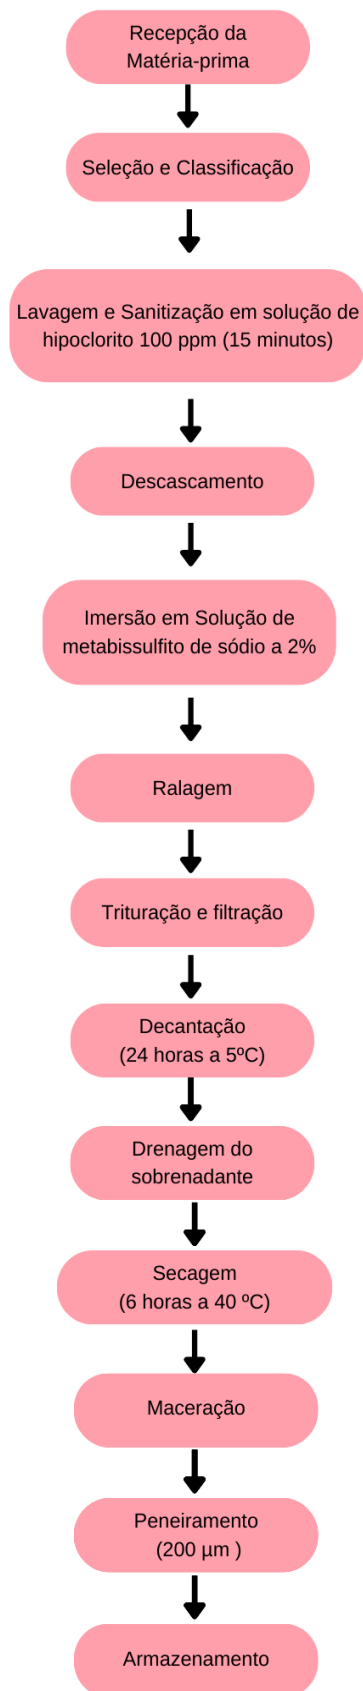 Recepção da
Matéria-prima
Seleção e Classificação
Lavagem e Sanitização em solução de
hipoclorito 100 ppm (15 minutos)
Descascamento
Imersão em Solução de
metabissulfito de sódio a 2%
Ralagem
Trituração e filtração
Decantação
(24 horas a 5ºC)
Drenagem do
sobrenadante
Secagem
(6 horas a 40 ºC)
Maceração
Peneiramento
(200 µm )
Armazenamento